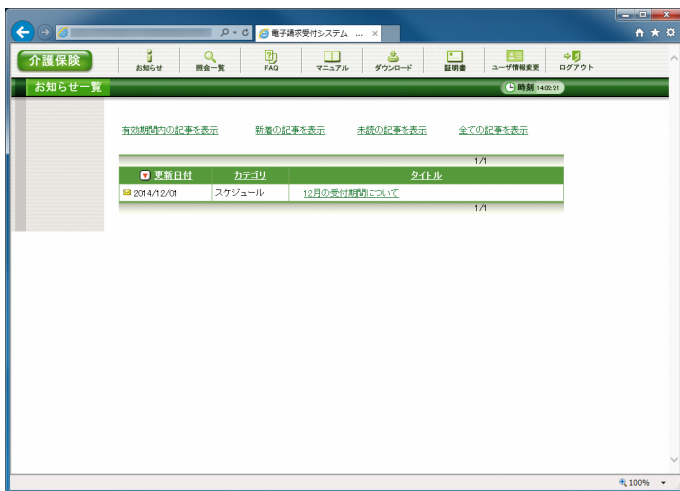 電子請求受付システム ...
介護保険
お知らせ 照会一覧 FAQ マニュアル ダウンロード 証明書 ユーザ情報変更 ログアウト
お知らせ一覧
時刻 14:02:21
有効期間内の記事を表示 新着の記事を表示 未読の記事を表示 全ての記事を表示
1/1
更新日付 カテゴリ タイトル
2014/12/01 スケジュール 12月の受付期間について
1/1
100%